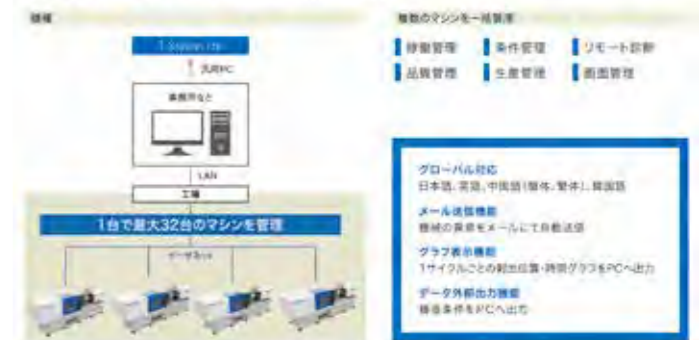 機種
汎用PC
事務所など
LAN
工場
1台で最大32台のマシンを管理
データネット
複数のマシンを一括管理
稼働管理
条件管理
リモート診断
品質管理
生産管理
画面管理
グローバル対応
日本語、英語、中国語(簡体、繁体)、韓国語
メール送信機能
機械の異常をメールにて自動送信
グラフ表示機能
1サイクルごとの射出位置・時間グラフをPCへ出力
データ外部出力機能
機器条件をPCへ出力